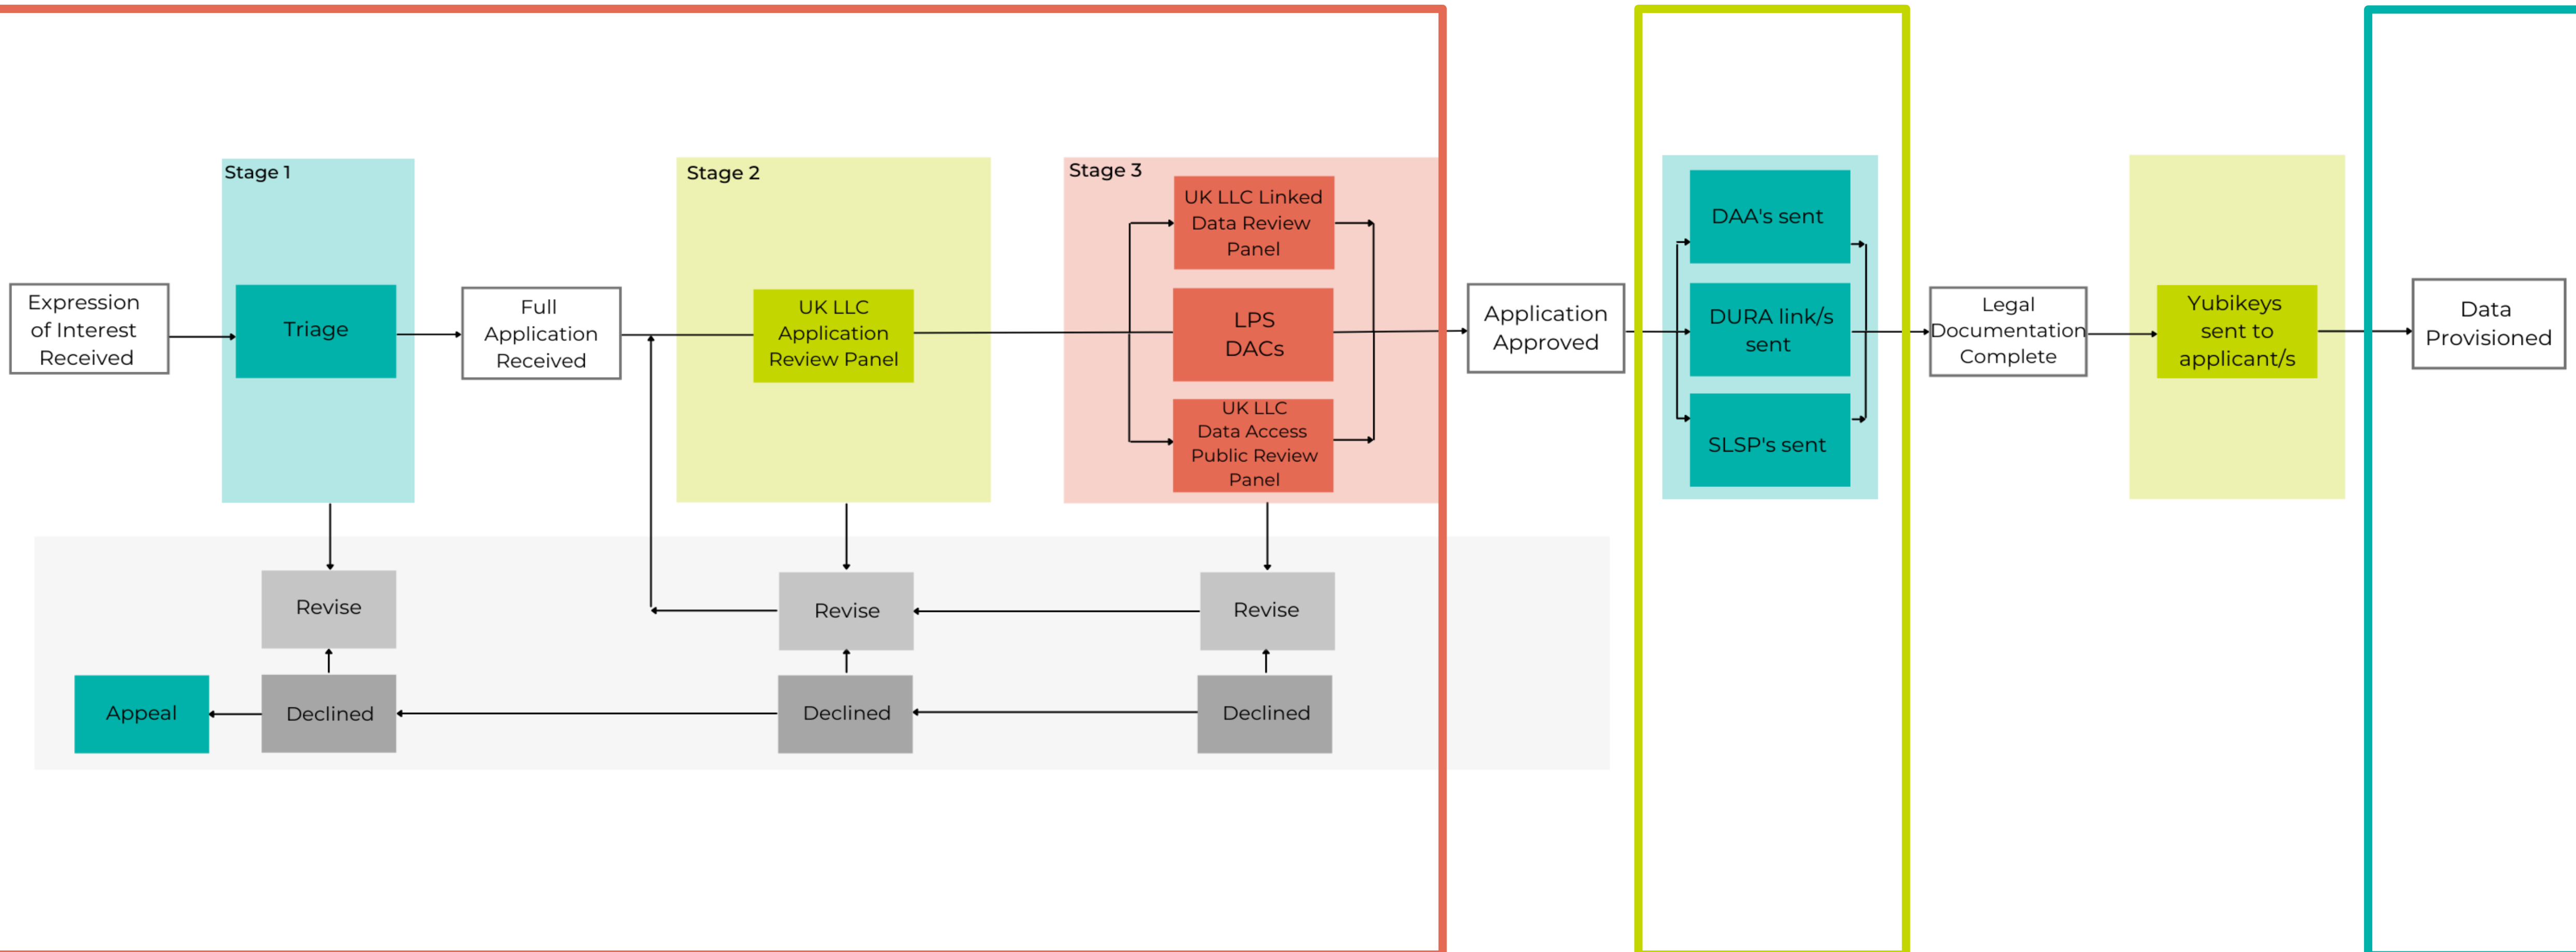 Stage 1
Stage 2
Stage 3
Expression
of Interest
Received
Triage
Full
Application
Received
UK LLC
Application
Review Panel
UK LLC Linked
Data Review
Panel
LPS
DACs
UK LLC
Data Access
Public Review
Panel
Application
Approved
DAA's sent
DURA link/s
sent
SLSP's sent
Legal
Documentation
Complete
Yubikeys
sent to
applicant/s
Data
Provisioned
Revise
Revise
Revise
Appeal
Declined
Declined
Declined